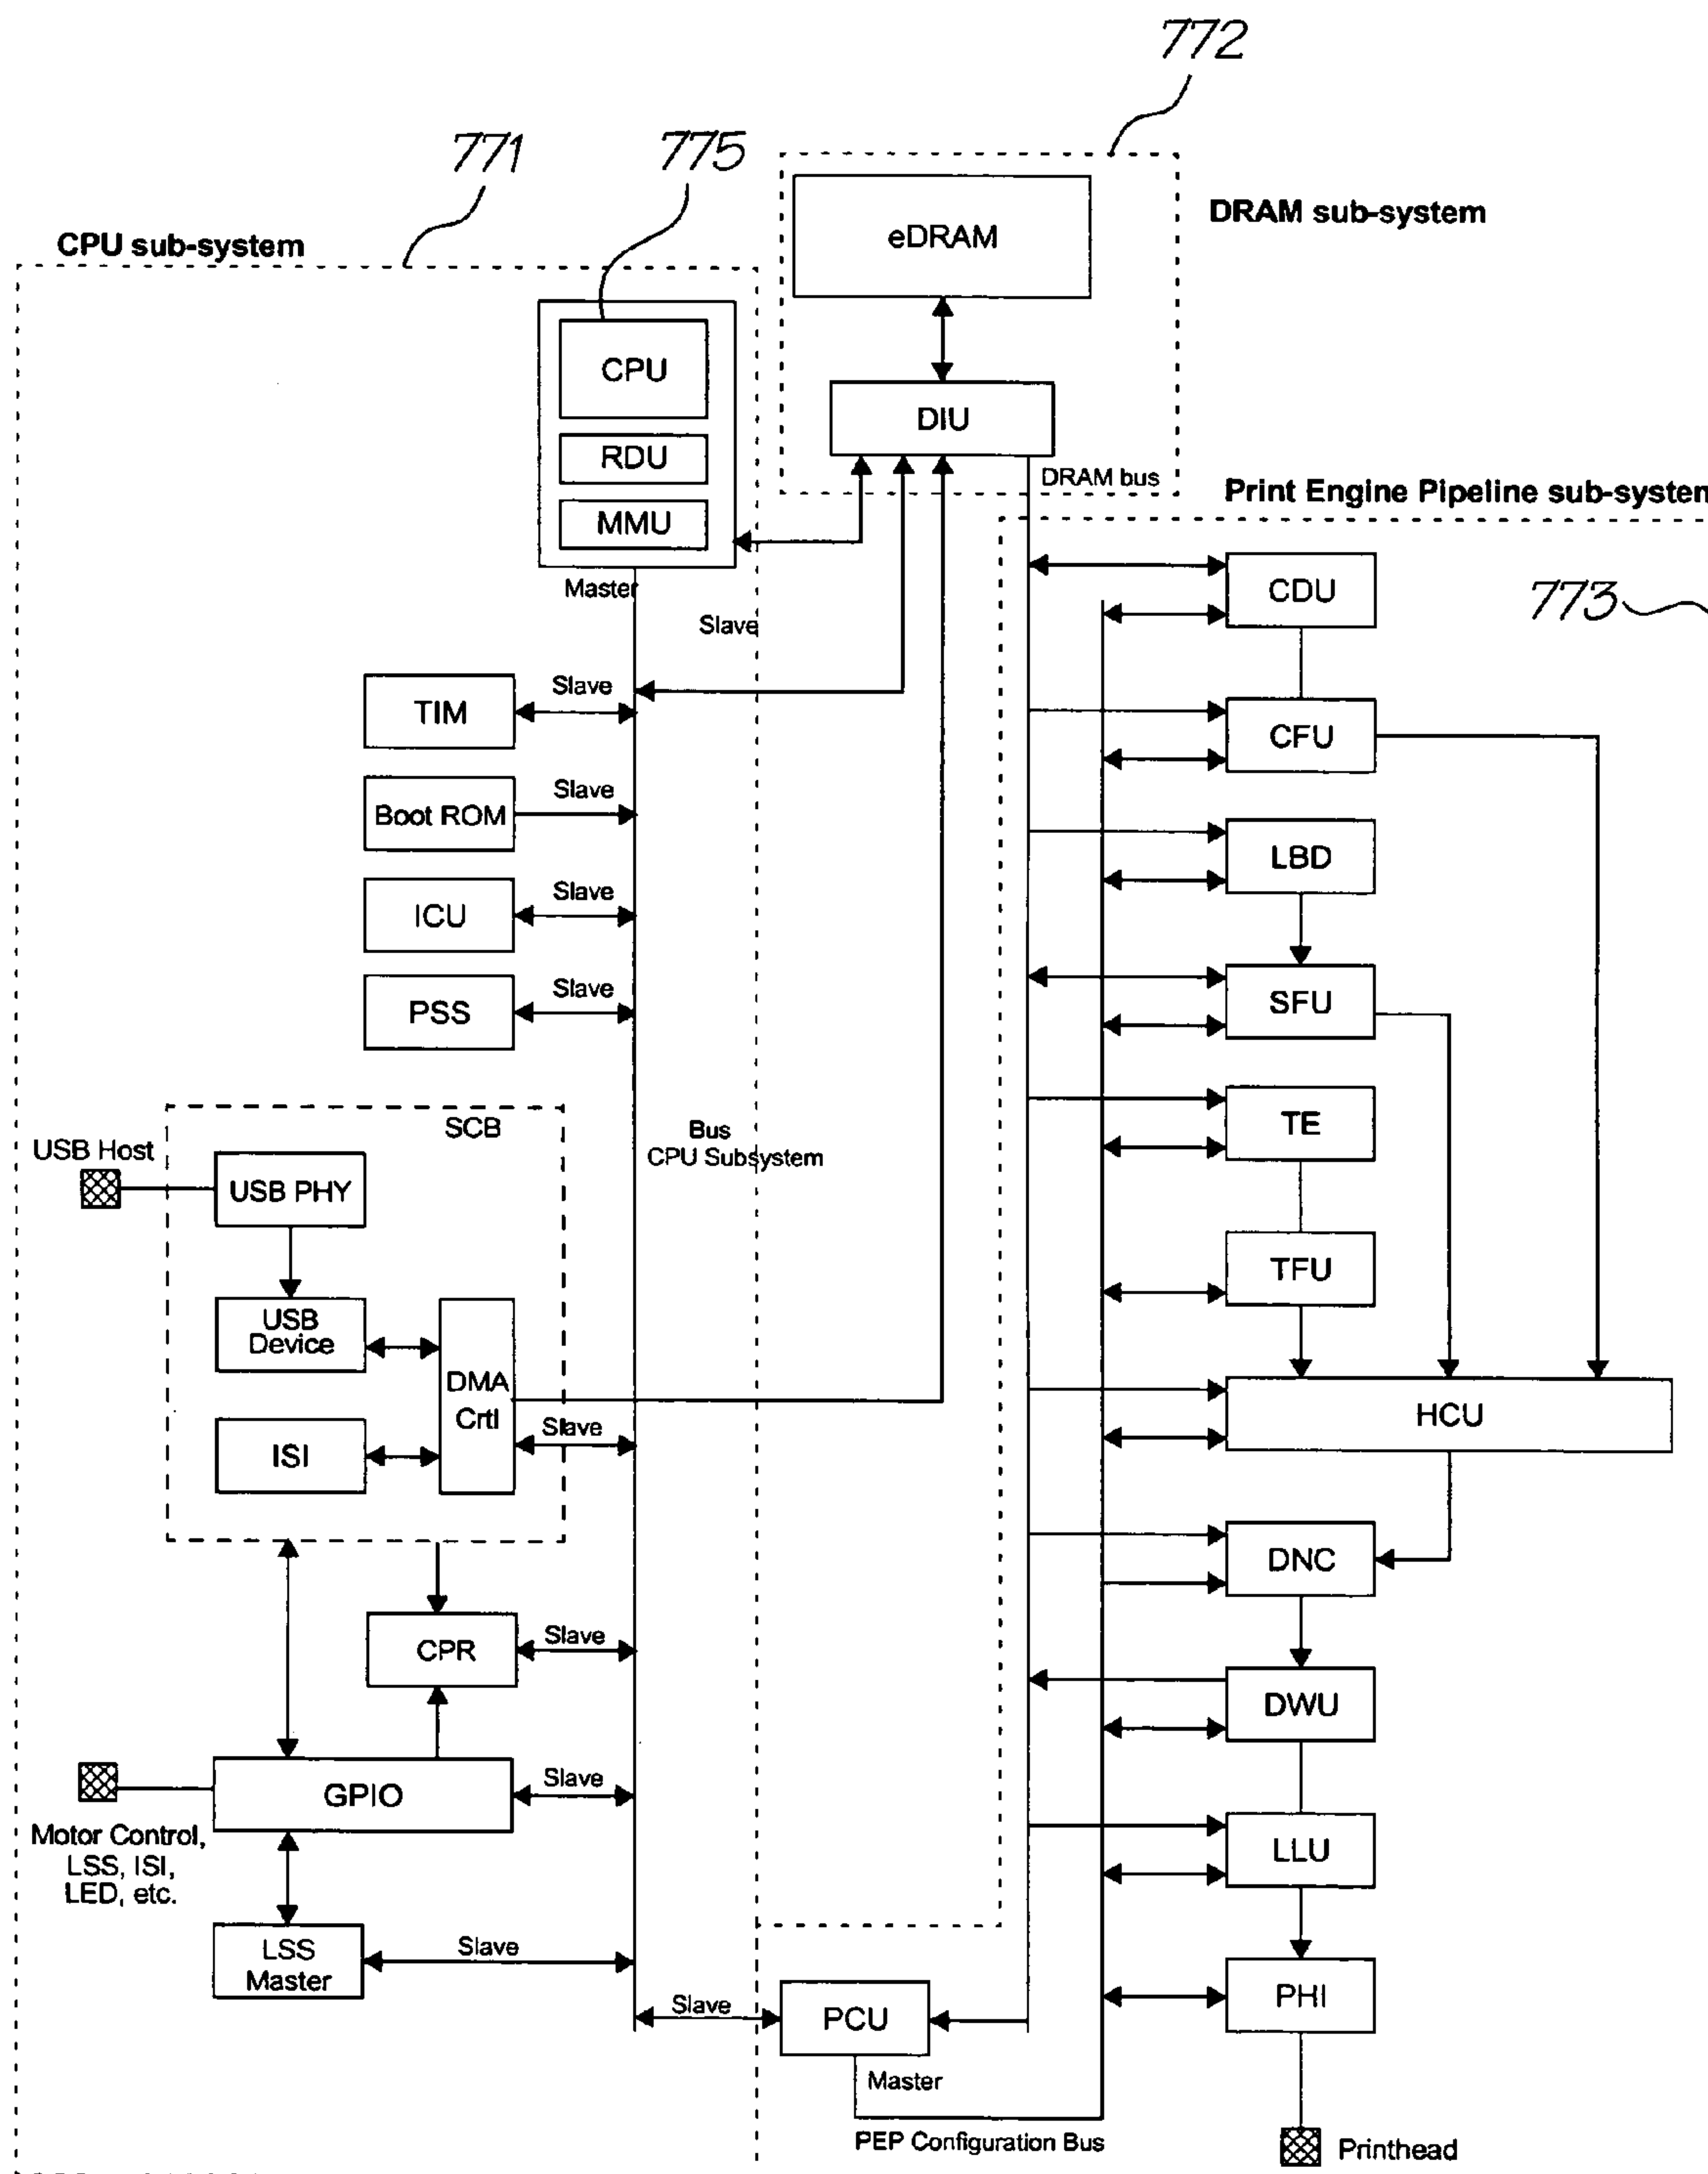 772
771
775
CPU sub-system
DRAM sub-system
eDRAM
CPU
DIU
RDU
MMU
DRAM bus
Print Engine Pipeline sub-system
Master
Slave
CDU
773
TIM
Slave
CFU
Boot ROM
Slave
LBD
ICU
Slave
PSS
Slave
SFU
SCB
TE
Bus
CPU Subsystem
USB Host
USB PHY
TFU
USB
Device
DMA
Crtl
Slave
HCU
ISI
DNC
CPR
Slave
DWU
GPIO
Slave
Motor Control,
LSS, ISI,
LED, etc.
LLU
LSS
Master
Slave
PHI
Slave
PCU
Master
PEP Configuration Bus
Printhead